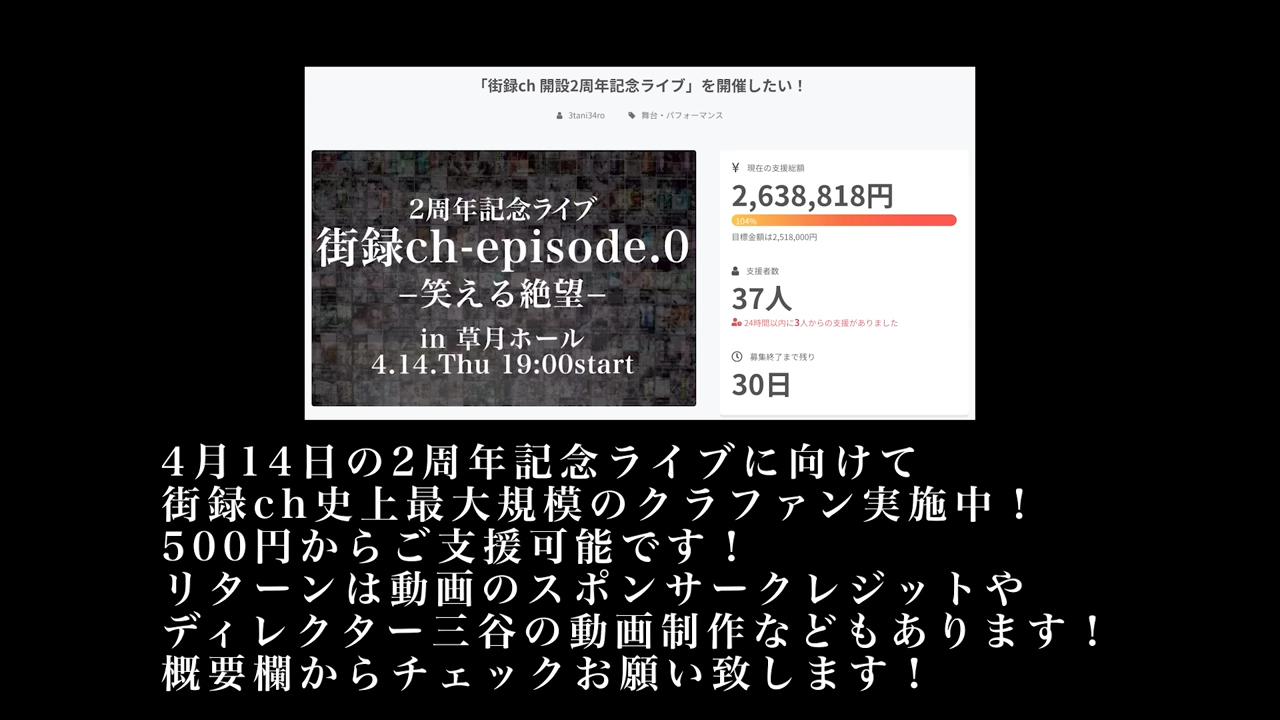 「街録ch 開設2周年記念ライブ」を開催したい！
3tani34ro 舞台・パフォーマンス
2周年記念ライブ
街録ch-episode.0
–笑える絶望–
in 草月ホール
4.14.Thu 19:00start
¥ 現在の支援総額
2,638,818円
104%
目標金額は2,518,000円
支援者数
37人
24時間以内に3人からの支援がありました
募集終了まで残り
30日
4月14日の2周年記念ライブに向けて
街録ch史上最大規模のクラファン実施中！
500円からご支援可能です！
リターンは動画のスポンサークレジットや
ディレクター三谷の動画制作などもあります！
概要欄からチェックお願い致します！